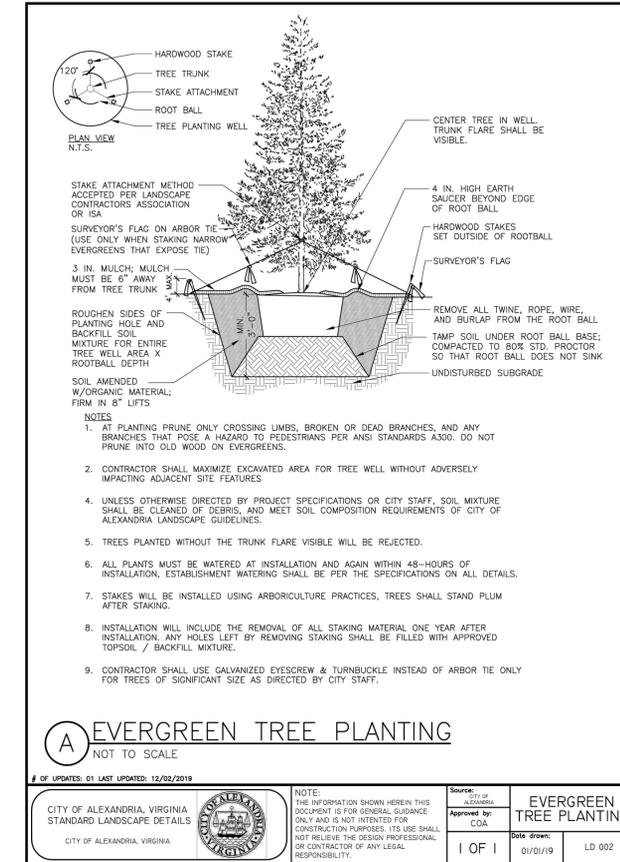 HARDWOOD STAKE
120°
TREE TRUNK
STAKE ATTACHMENT
ROOT BALL
TREE PLANTING WELL
PLAN VIEW
N.T.S.
CENTER TREE IN WELL.
TRUNK FLARE SHALL BE
VISIBLE.
STAKE ATTACHMENT METHOD
ACCEPTED PER LANDSCAPE
CONTRACTORS ASSOCIATION
OR ISA
SURVEYOR'S FLAG ON ARBOR TIE
(USE ONLY WHEN STAKING NARROW
EVERGREENS THAT EXPOSE TIE)
3 IN. MULCH; MULCH
MUST BE 6" AWAY
FROM TREE TRUNK
4" MAX.
ROUGHEN SIDES OF
PLANTING HOLE AND
BACKFILL SOIL
MIXTURE FOR ENTIRE
TREE WELL AREA X
ROOTBALL DEPTH
SOIL AMENDED
W/ORGANIC MATERIAL;
FIRM IN 8" LIFTS
MIN.
3'-0"
4 IN. HIGH EARTH
SAUCER BEYOND EDGE
OF ROOT BALL
HARDWOOD STAKES
SET OUTSIDE OF ROOTBALL
SURVEYOR'S FLAG
REMOVE ALL TWINE, ROPE, WIRE,
AND BURLAP FROM THE ROOT BALL
TAMP SOIL UNDER ROOT BALL BASE;
COMPACTED TO 80% STD. PROCTOR
SO THAT ROOT BALL DOES NOT SINK
UNDISTURBED SUBGRADE
NOTES
1. AT PLANTING PRUNE ONLY CROSSING LIMBS, BROKEN OR DEAD BRANCHES, AND ANY
BRANCHES THAT POSE A HAZARD TO PEDESTRIANS PER ANSI STANDARDS A300. DO NOT
PRUNE INTO OLD WOOD ON EVERGREENS.
2. CONTRACTOR SHALL MAXIMIZE EXCAVATED AREA FOR TREE WELL WITHOUT ADVERSELY
IMPACTING ADJACENT SITE FEATURES
4. UNLESS OTHERWISE DIRECTED BY PROJECT SPECIFICATIONS OR CITY STAFF, SOIL MIXTURE
SHALL BE CLEANED OF DEBRIS, AND MEET SOIL COMPOSITION REQUIREMENTS OF CITY OF
ALEXANDRIA LANDSCAPE GUIDELINES.
5. TREES PLANTED WITHOUT THE TRUNK FLARE VISIBLE WILL BE REJECTED.
6. ALL PLANTS MUST BE WATERED AT INSTALLATION AND AGAIN WITHIN 48-HOURS OF
INSTALLATION, ESTABLISHMENT WATERING SHALL BE PER THE SPECIFICATIONS ON ALL DETAILS.
7. STAKES WILL BE INSTALLED USING ARBORICULTURE PRACTICES, TREES SHALL STAND PLUM
AFTER STAKING.
8. INSTALLATION WILL INCLUDE THE REMOVAL OF ALL STAKING MATERIAL ONE YEAR AFTER
INSTALLATION. ANY HOLES LEFT BY REMOVING STAKING SHALL BE FILLED WITH APPROVED
TOPSOIL / BACKFILL MIXTURE.
9. CONTRACTOR SHALL USE GALVANIZED EYESCREW & TURNBUCKLE INSTEAD OF ARBOR TIE ONLY
FOR TREES OF SIGNIFICANT SIZE AS DIRECTED BY CITY STAFF.
A EVERGREEN TREE PLANTING
NOT TO SCALE
# OF UPDATES: 01 LAST UPDATED: 12/02/2019
CITY OF ALEXANDRIA, VIRGINIA
STANDARD LANDSCAPE DETAILS
CITY OF ALEXANDRIA, VIRGINIA
CITY OF ALEXANDRIA
VIRGINIA
NOTE:
THE INFORMATION SHOWN HEREIN THIS
DOCUMENT IS FOR GENERAL GUIDANCE
ONLY AND IS NOT INTENDED FOR
CONSTRUCTION PURPOSES. ITS USE SHALL
NOT RELIEVE THE DESIGN PROFESSIONAL
OR CONTRACTOR OF ANY LEGAL
RESPONSIBILITY.
Source:
CITY OF
ALEXANDRIA
Approved by:
COA
1 OF 1
EVERGREEN
TREE PLANTIN
Date drawn:
01/01/19
LD 002